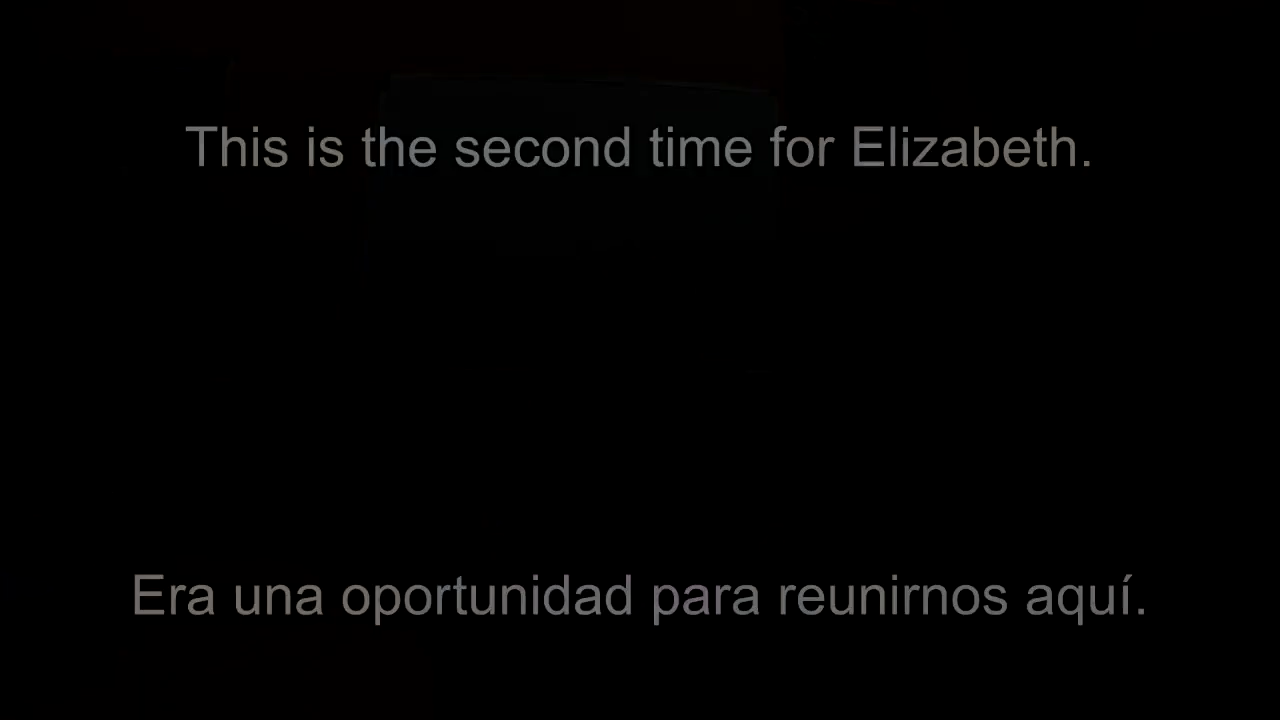 This is the second time for Elizabeth.
Era una oportunidad para reunirnos aquí.